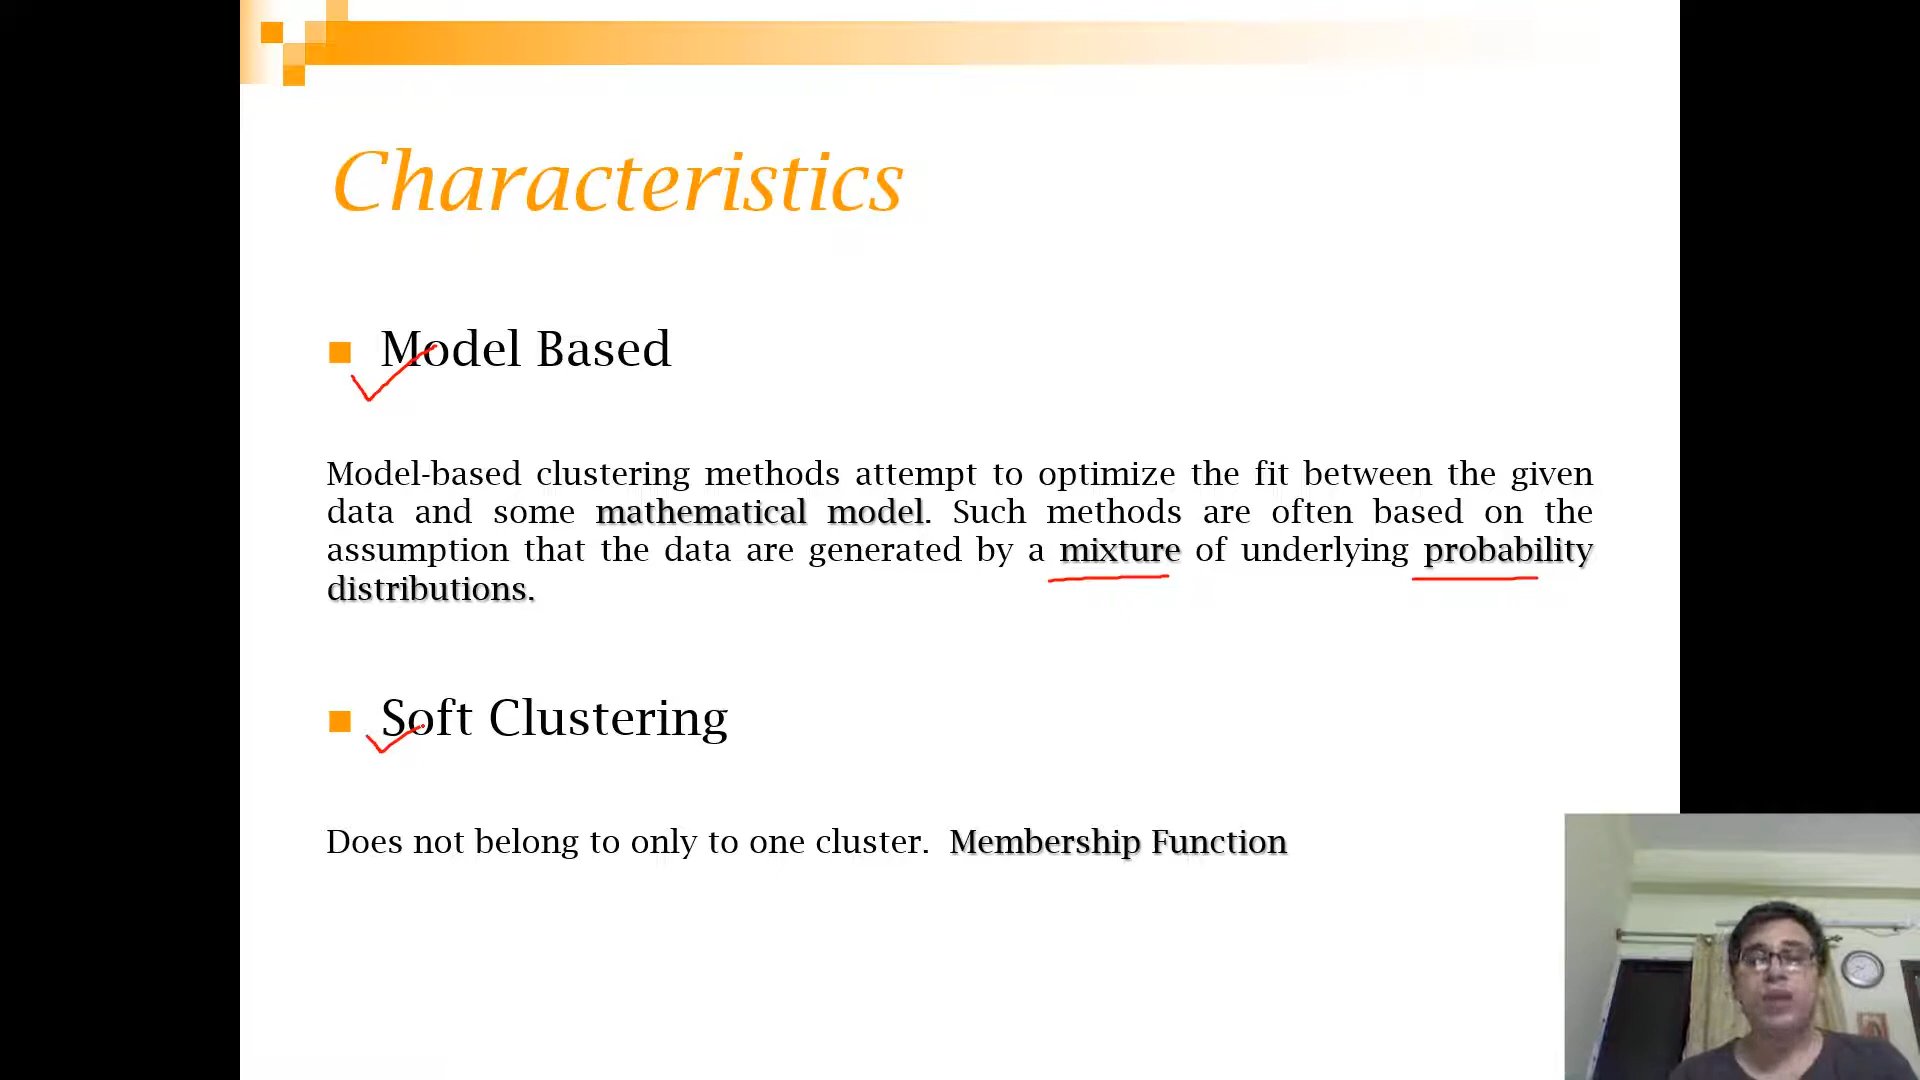 Characteristics
Model Based
Model-based clustering methods attempt to optimize the fit between the given
data and some mathematical model. Such methods are often based on the
assumption that the data are generated by a mixture of underlying probability
distributions.
Soft Clustering
Does not belong to only to one cluster. Membership Function